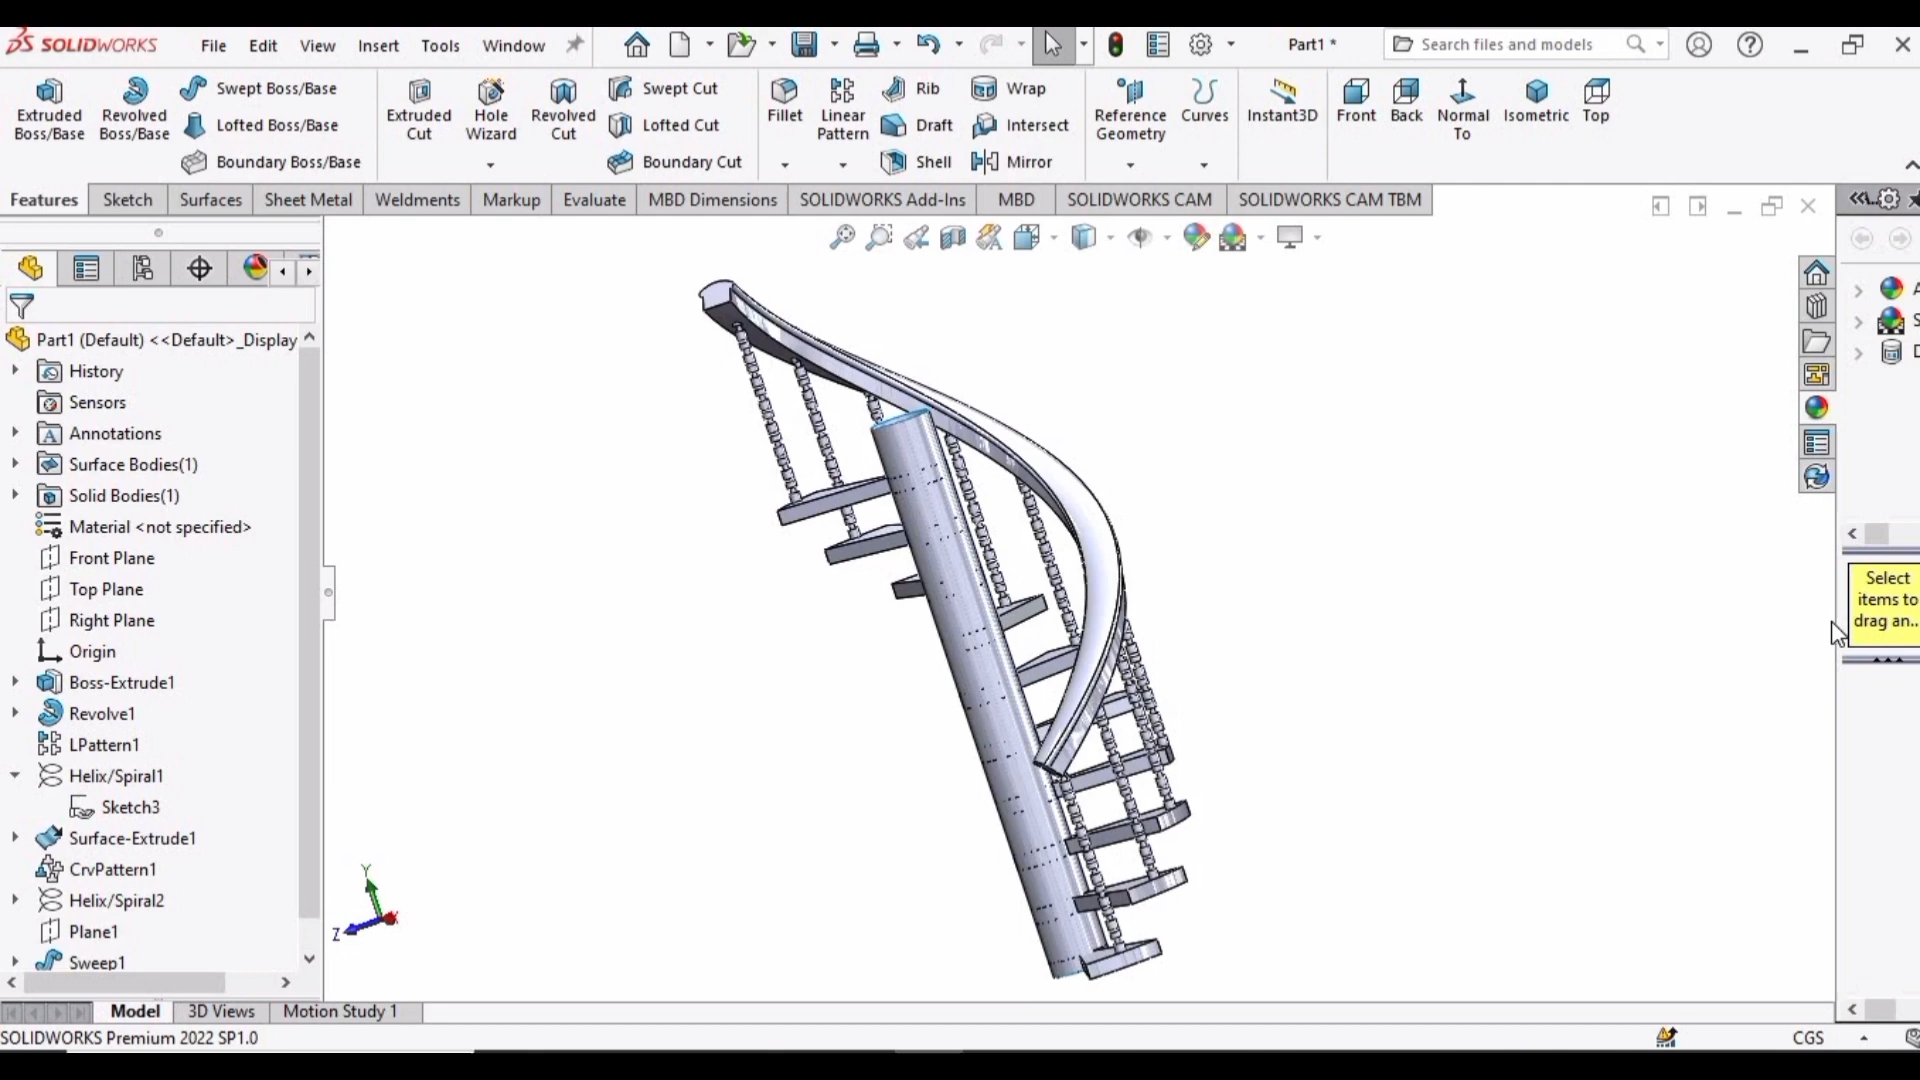 SOLIDWORKS File Edit View Insert Tools Window Part1 * Search files and models
Extruded Boss/Base
Revolved Boss/Base
Swept Boss/Base
Lofted Boss/Base
Boundary Boss/Base
Extruded Cut
Hole Wizard
Revolved Cut
Swept Cut
Lofted Cut
Boundary Cut
Fillet
Linear Pattern
Rib
Draft
Shell
Wrap
Intersect
Mirror
Reference Geometry
Curves
Instant3D
Front
Back
Normal To
Isometric
Top
Features Sketch Surfaces Sheet Metal Weldments Markup Evaluate MBD Dimensions SOLIDWORKS Add-Ins MBD SOLIDWORKS CAM SOLIDWORKS CAM TBM
Part1 (Default) <<Default>_Display
History
Sensors
Annotations
Surface Bodies(1)
Solid Bodies(1)
Material <not specified>
Front Plane
Top Plane
Right Plane
Origin
Boss-Extrude1
Revolve1
LPattern1
Helix/Spiral1
Sketch3
Surface-Extrude1
CrvPattern1
Helix/Spiral2
Plane1
Sweep1
Y
Z
Select
items to
drag an..
Model 3D Views Motion Study 1
SOLIDWORKS Premium 2022 SP1.0 CGS